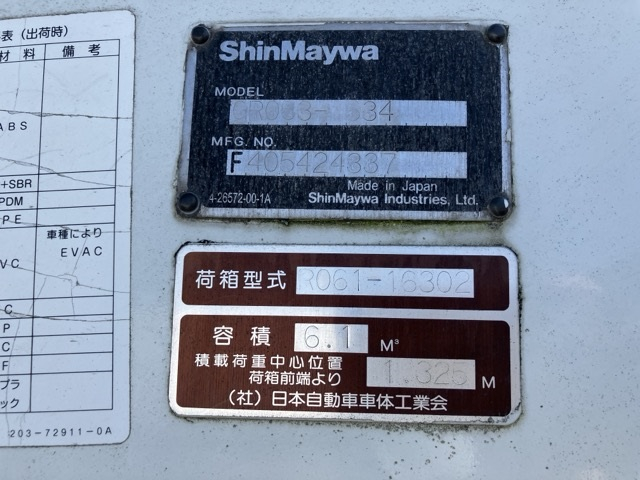 表（出荷時）
材料 備考
ABS
+SBR
PDM
PE
車種により
EVAC
VC
C
P
C
F
プラ
ック
203-72911-0A
ShinMaywa
MODEL
MFG. NO.
F405424337
Made in Japan
4-26572-00-1A ShinMaywa Industries, Ltd.
荷箱型式 R061-16302
容積 6.1 M³
積載荷重中心位置
荷箱前端より 1.325 M
（社）日本自動車車体工業会